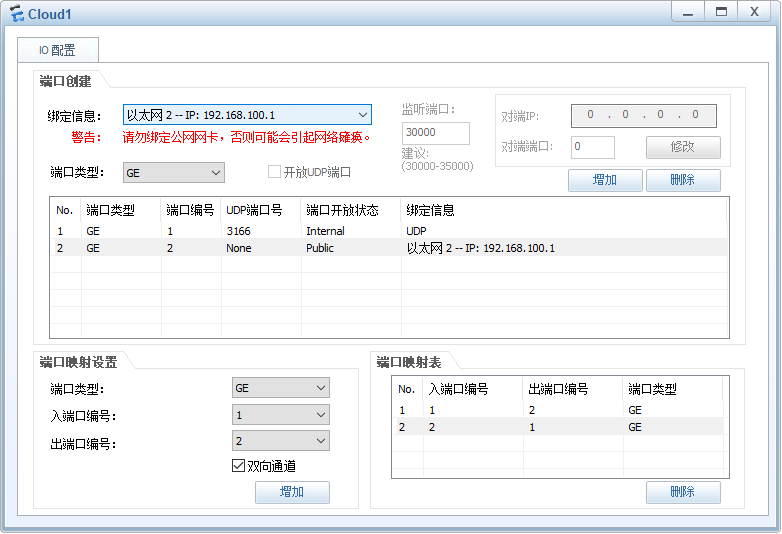 Cloud1
IO 配置
端口创建
绑定信息: 以太网 2 -- IP: 192.168.100.1
警告: 请勿绑定公网网卡，否则可能会引起网络瘫痪。
端口类型: GE 开放UDP端口
监听端口:
30000
建议:
(30000-35000)
对端IP: 0 . 0 . 0 . 0
对端端口: 0 修改
增加 删除
No. 端口类型 端口编号 UDP端口号 端口开放状态 绑定信息
1 GE 1 3166 Internal UDP
2 GE 2 None Public 以太网 2 -- IP: 192.168.100.1
端口映射设置
端口类型: GE
入端口编号: 1
出端口编号: 2
双向通道
增加
端口映射表
No. 入端口编号 出端口编号 端口类型
1 1 2 GE
2 2 1 GE
删除